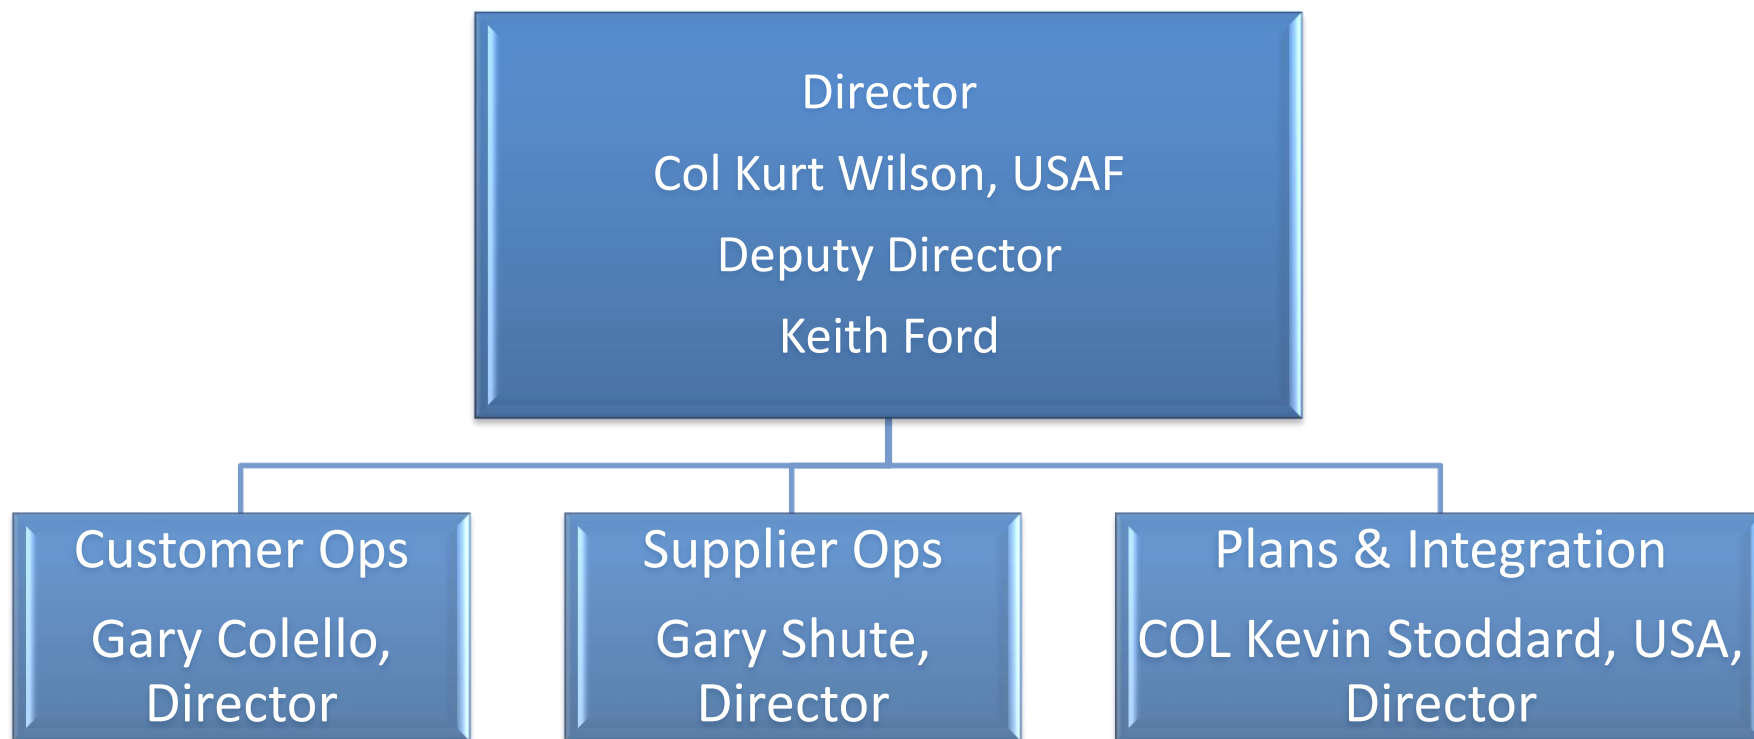 Director
Col Kurt Wilson, USAF
Deputy Director
Keith Ford
Customer Ops
Gary Colello,
Director
Supplier Ops
Gary Shute,
Director
Plans & Integration
COL Kevin Stoddard, USA,
Director